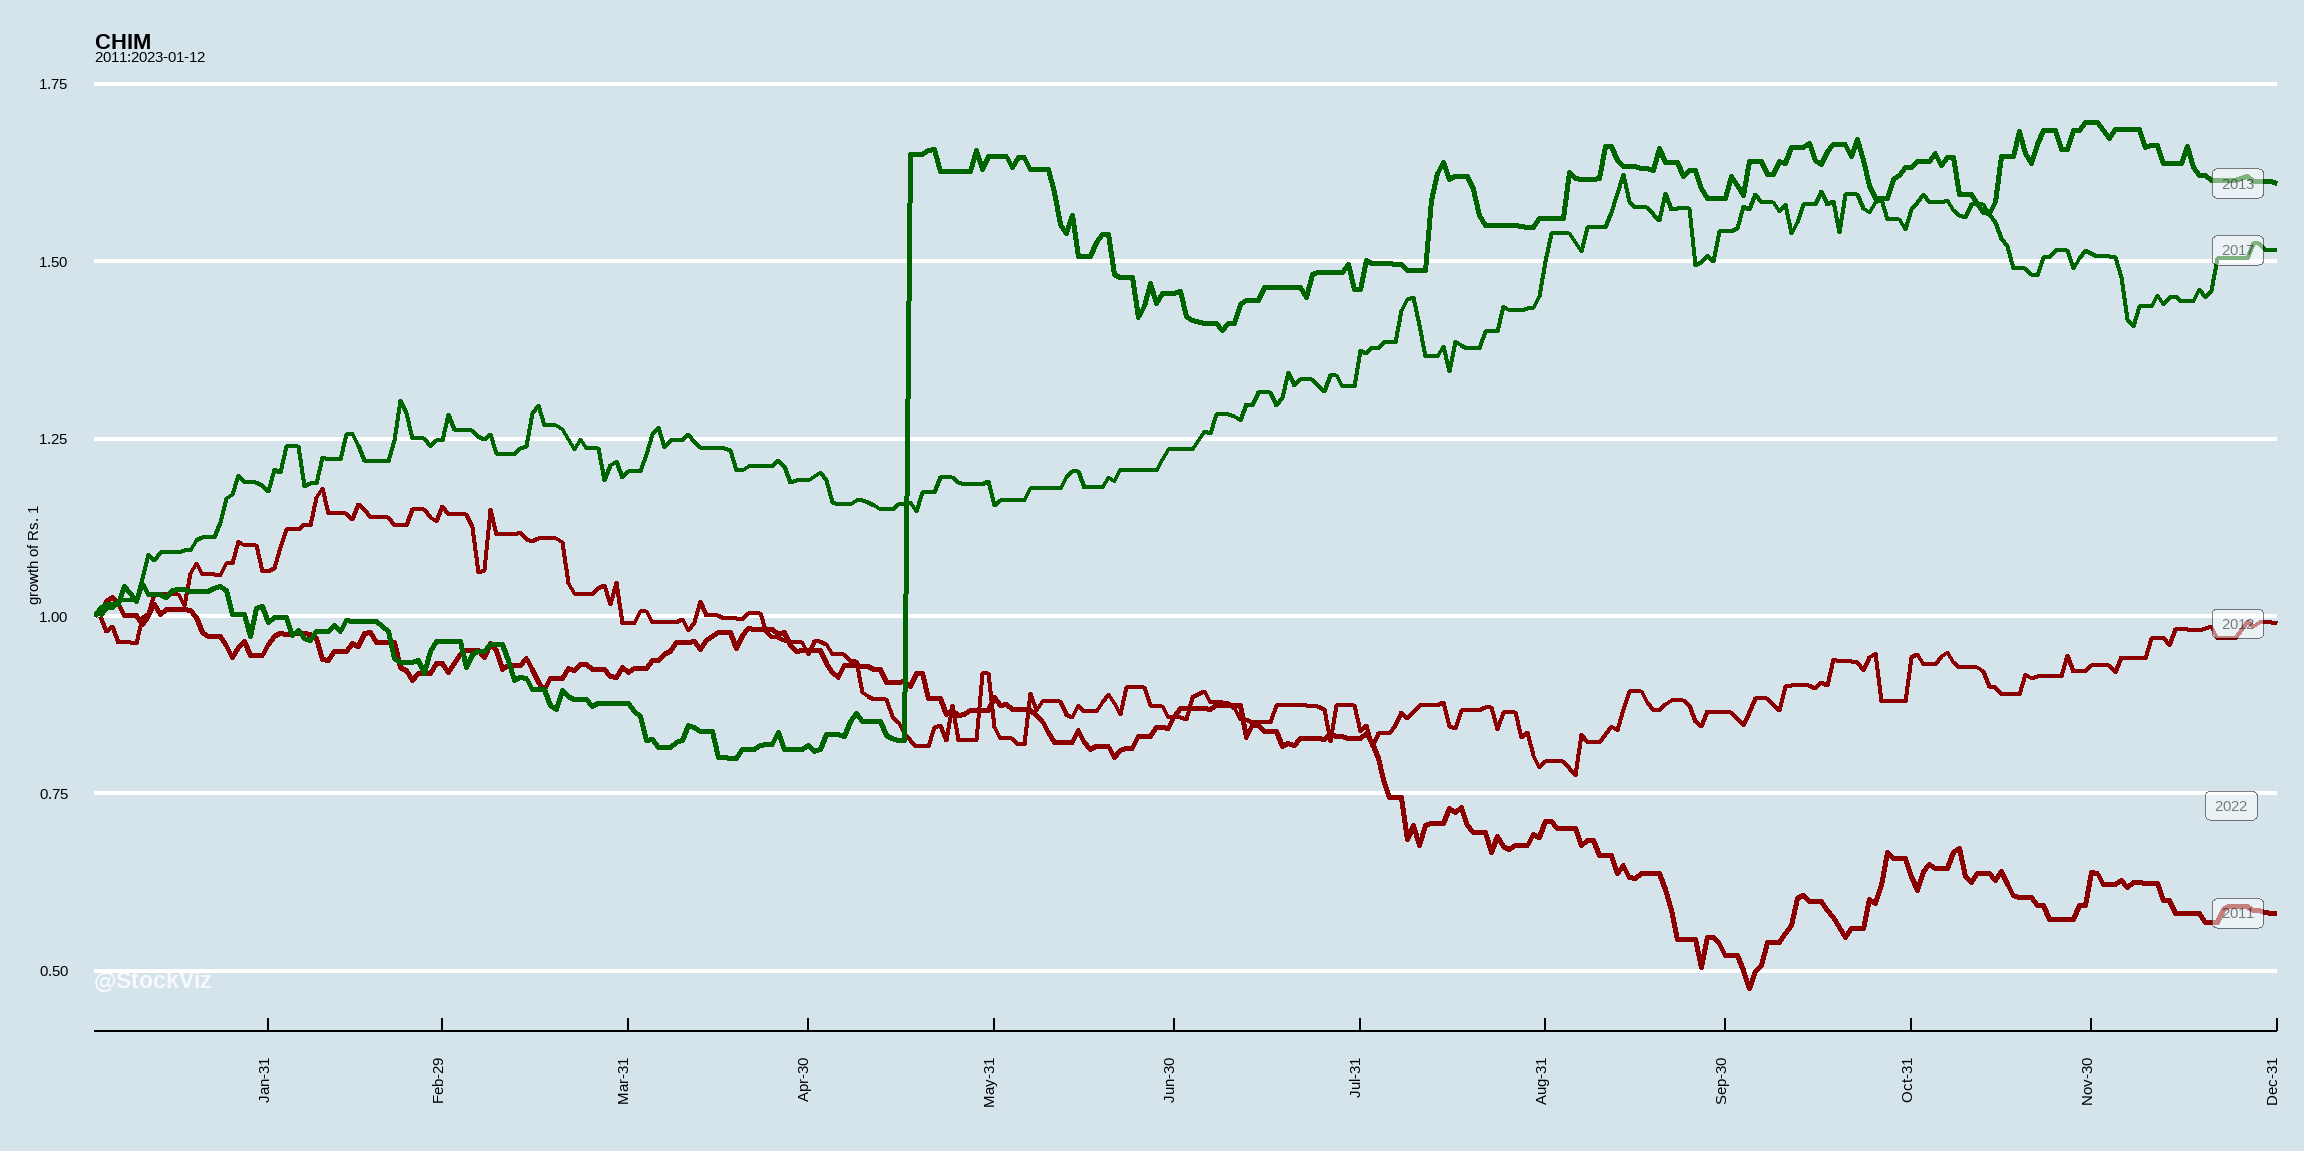 CHIM
2011:2023-01-12
1.75
1.50
1.25
1.00
0.75
0.50
growth of Rs. 1
2013
2017
2022
2011
@StockViz
Jan-31
Feb-29
Mar-31
Apr-30
May-31
Jun-30
Jul-31
Aug-31
Sep-30
Oct-31
Nov-30
Dec-31